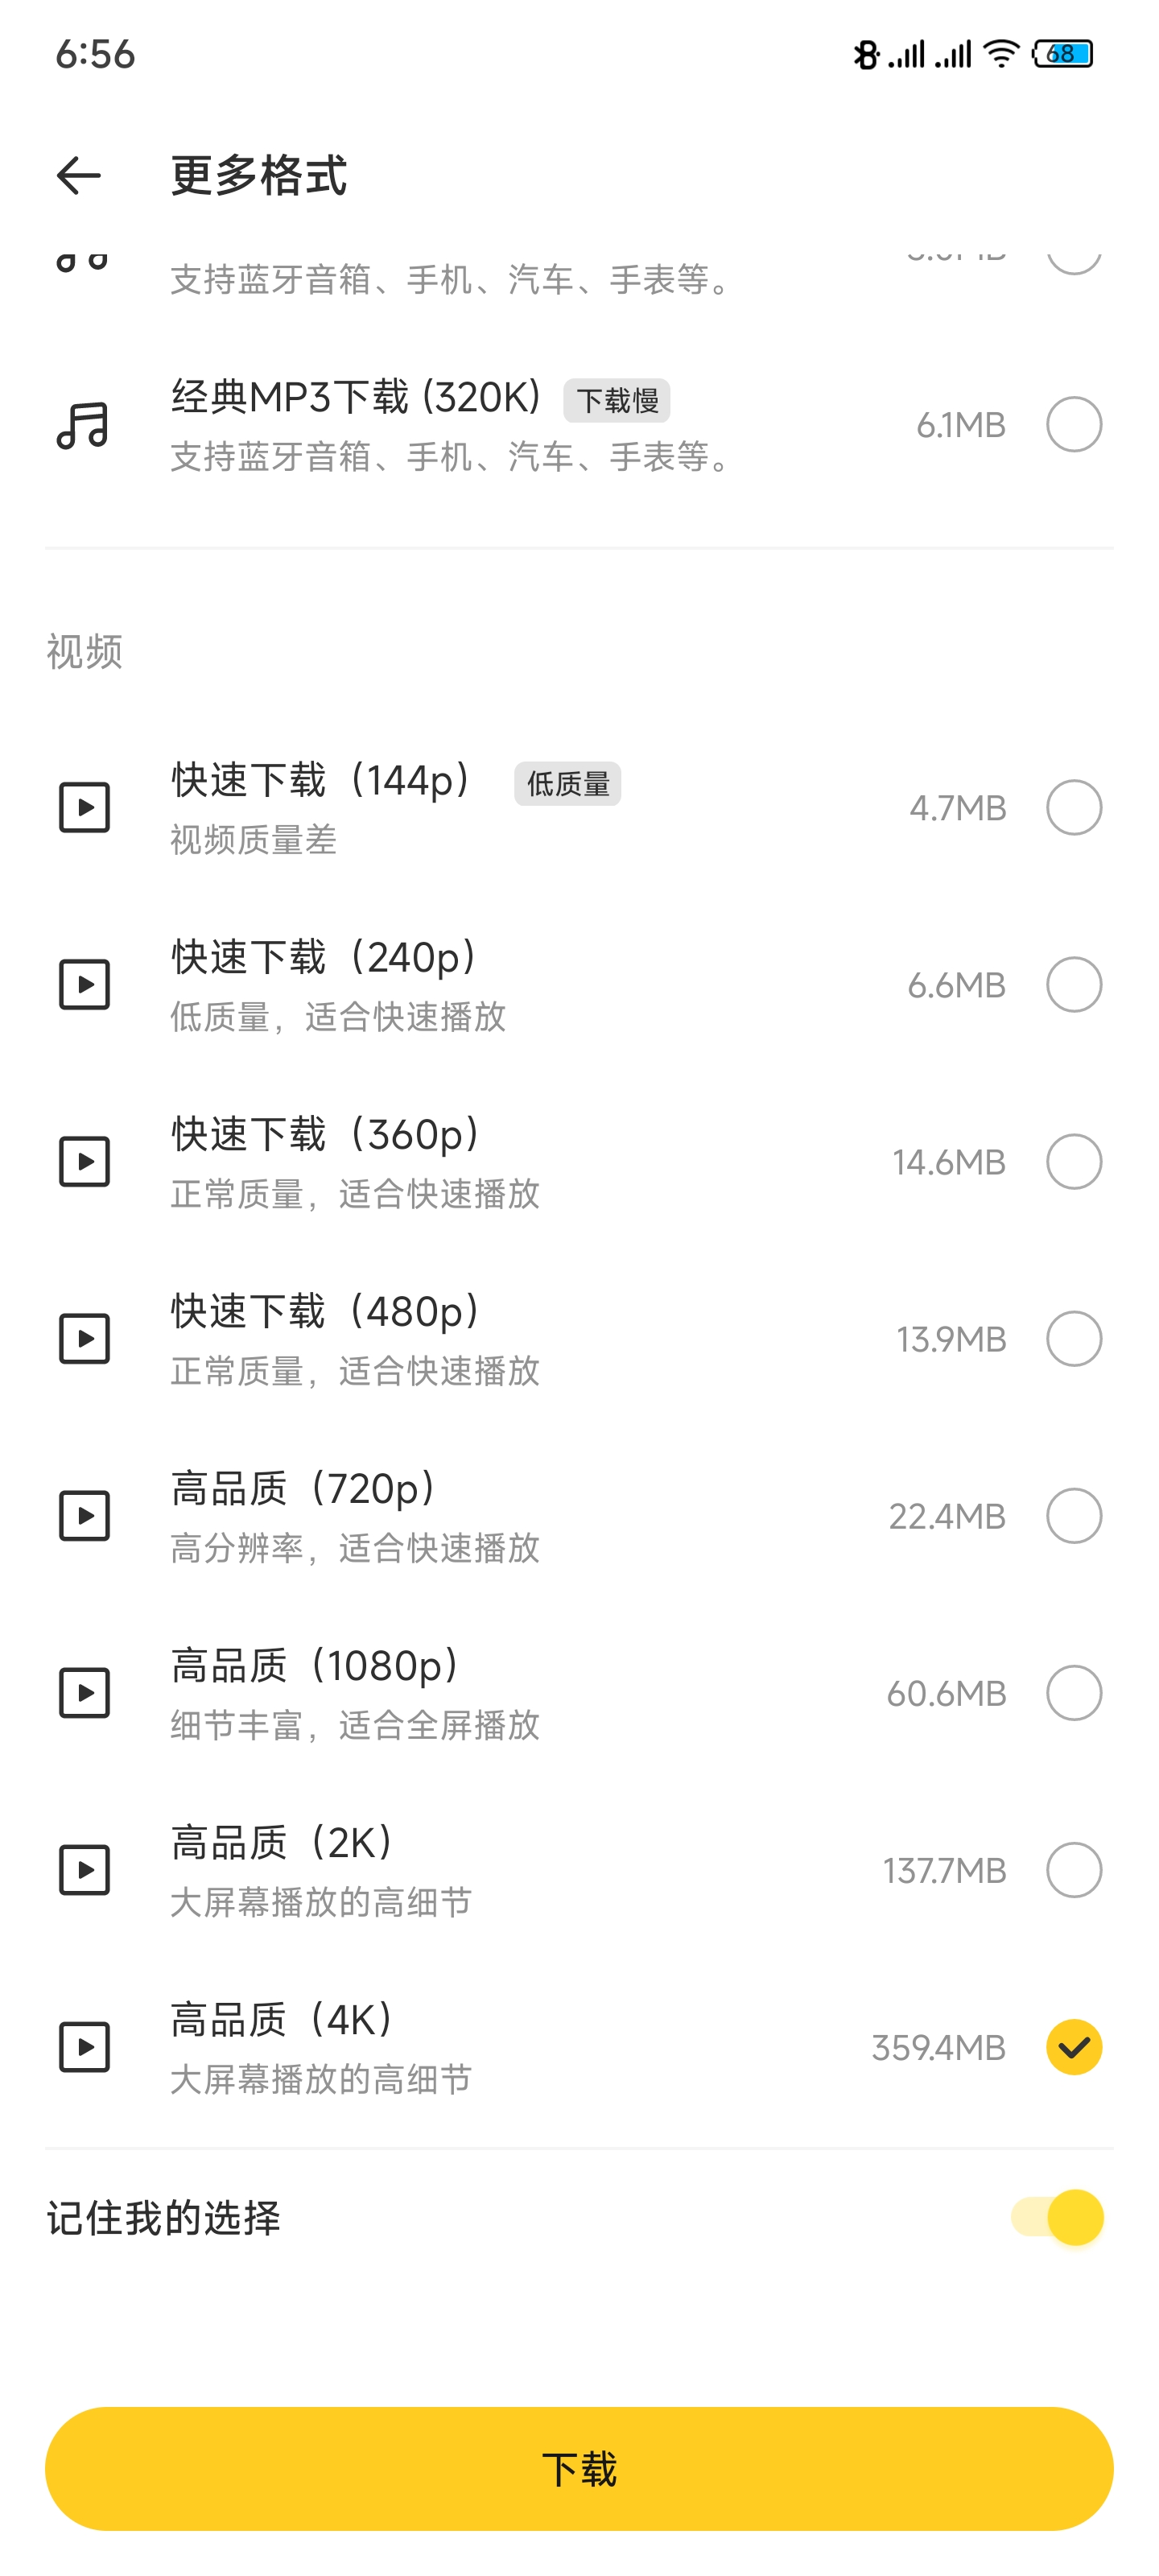 6:56
68
更多格式
支持蓝牙音箱、手机、汽车、手表等。
经典MP3下载 (320K) 下载慢
6.1MB
支持蓝牙音箱、手机、汽车、手表等。
视频
快速下载（144p） 低质量
4.7MB
视频质量差
快速下载（240p）
6.6MB
低质量，适合快速播放
快速下载（360p）
14.6MB
正常质量，适合快速播放
快速下载（480p）
13.9MB
正常质量，适合快速播放
高品质（720p）
22.4MB
高分辨率，适合快速播放
高品质（1080p）
60.6MB
细节丰富，适合全屏播放
高品质（2K）
137.7MB
大屏幕播放的高细节
高品质（4K）
359.4MB
大屏幕播放的高细节
记住我的选择
下载